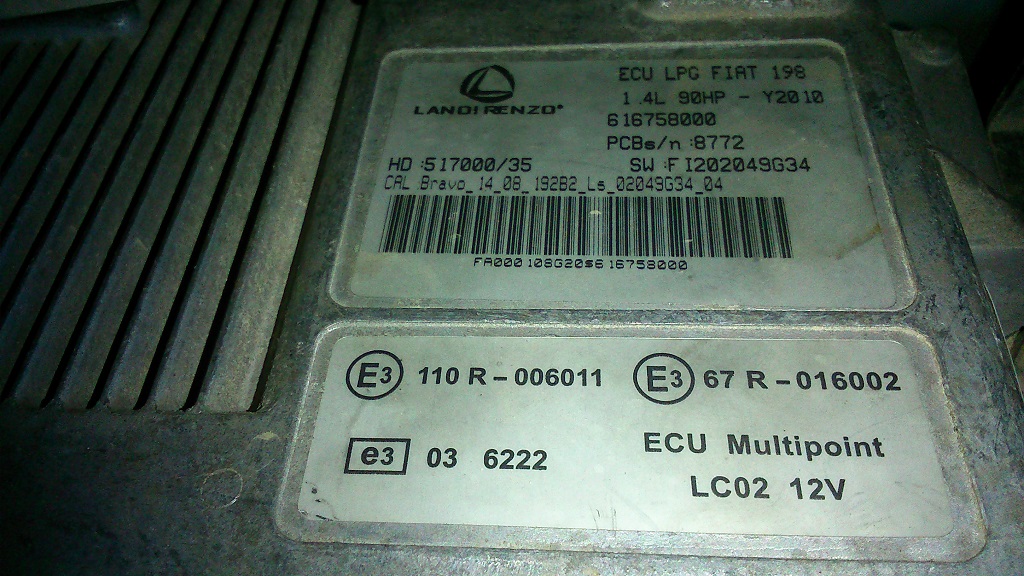 LANDIRENZO®
ECU LPG FIAT 198
1.4L 90HP - Y2010
616758000
PCBs/n:8772
HD:517000/35 SW:FI202049G34
CAL:Bravo_14_08_192B2_Ls_02049G34_04
FA000108G20s616758000
E3 110 R-006011 E3 67 R-016002
e3 03 6222
ECU Multipoint
LC02 12V